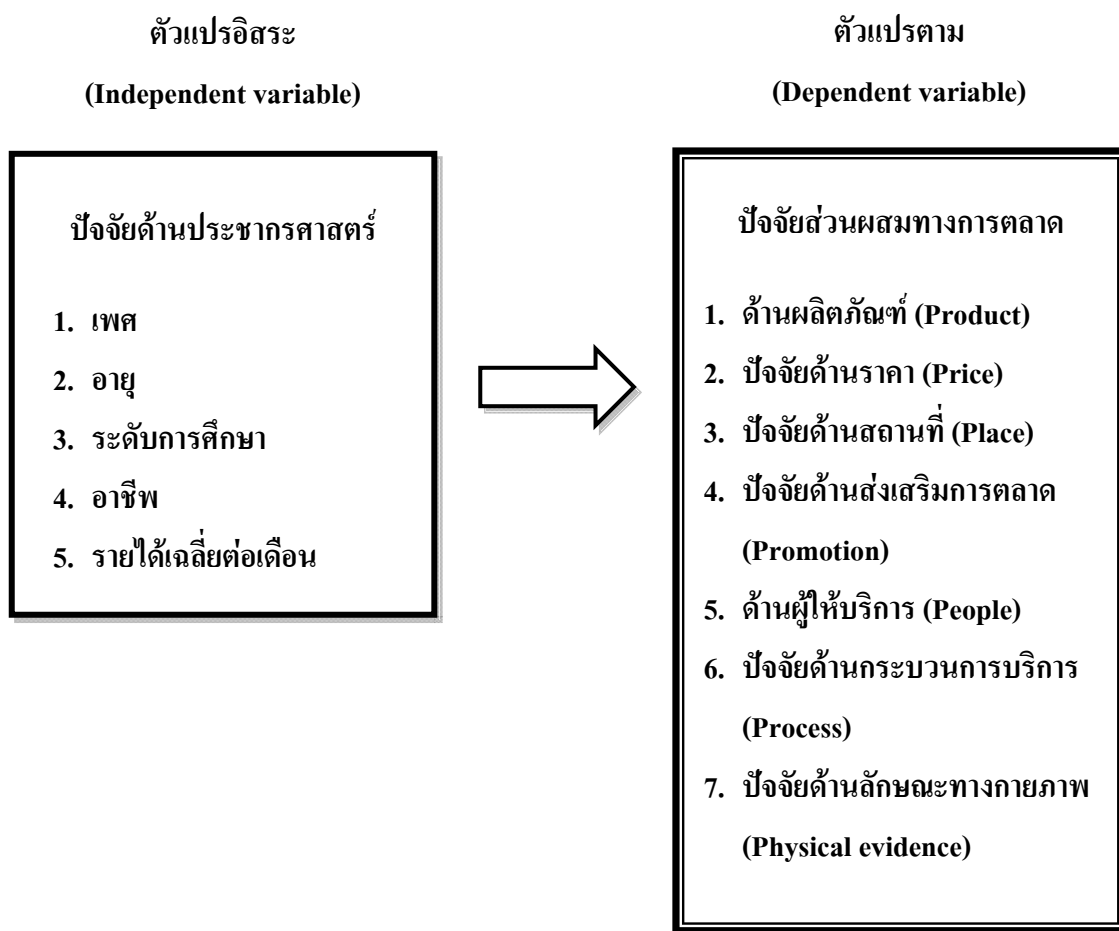 ตัวแปรอิสระ
(Independent variable)
ปัจจัยด้านประชากรศาสตร์
1. เพศ
2. อายุ
3. ระดับการศึกษา
4. อาชีพ
5. รายได้เฉลี่ยต่อเดือน
ตัวแปรตาม
(Dependent variable)
ปัจจัยส่วนผสมทางการตลาด
1. ด้านผลิตภัณฑ์ (Product)
2. ปัจจัยด้านราคา (Price)
3. ปัจจัยด้านสถานที่ (Place)
4. ปัจจัยด้านส่งเสริมการตลาด
(Promotion)
5. ด้านผู้ให้บริการ (People)
6. ปัจจัยด้านกระบวนการบริการ
(Process)
7. ปัจจัยด้านลักษณะทางกายภาพ
(Physical evidence)